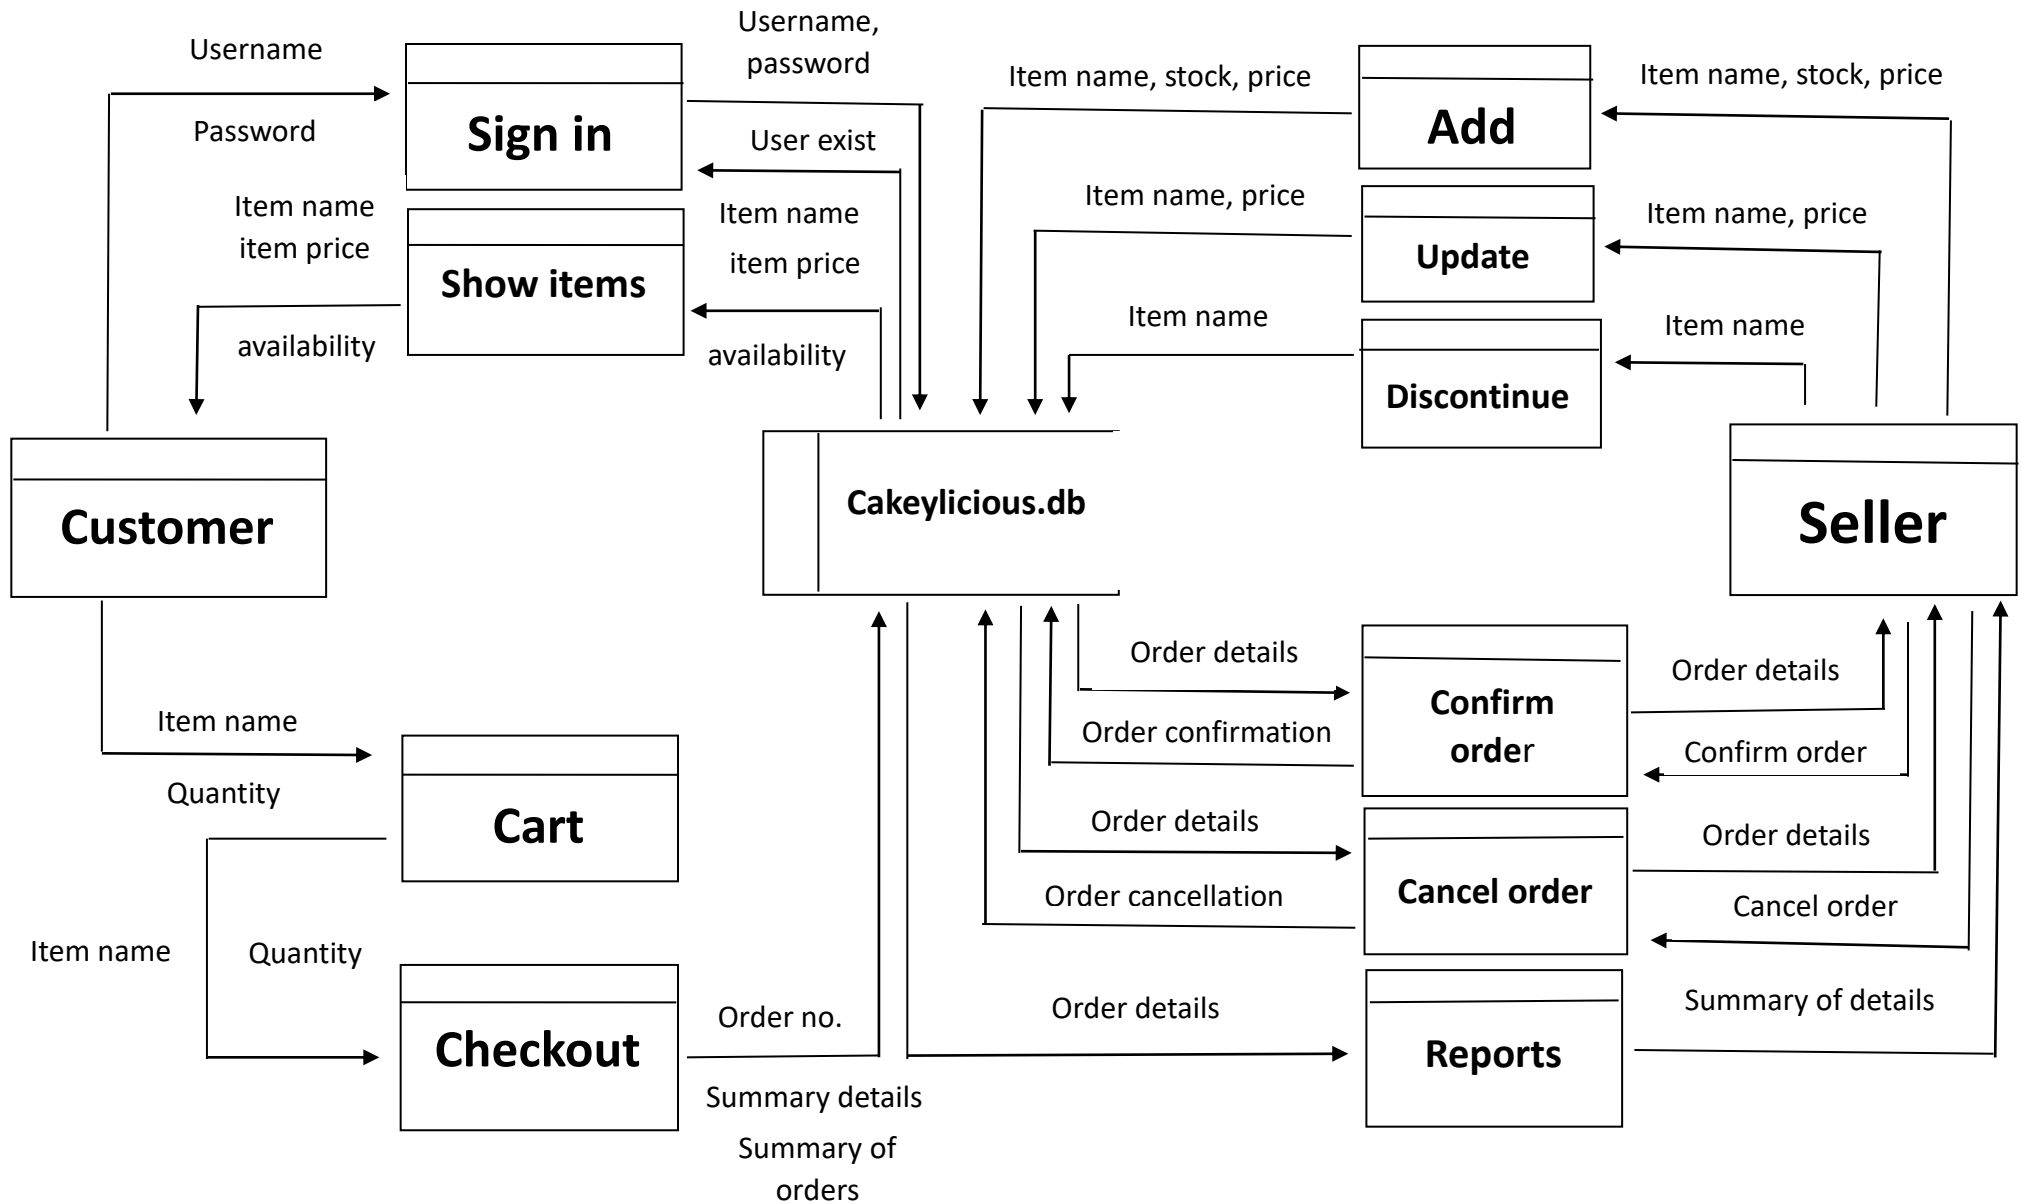 Username,
password
Username
Password
Sign in
User exist
Item name, stock, price
Add
Item name, stock, price
Item name
item price
availability
Show items
Item name
item price
availability
Item name, price
Update
Item name, price
Item name
Discontinue
Item name
Customer
Cakeylicious.db
Seller
Item name
Quantity
Cart
Item name
Quantity
Checkout
Order no.
Summary details
Summary of
orders
Order details
Order confirmation
Confirm
order
Order details
Confirm order
Order details
Order cancellation
Cancel order
Order details
Cancel order
Order details
Reports
Summary of details